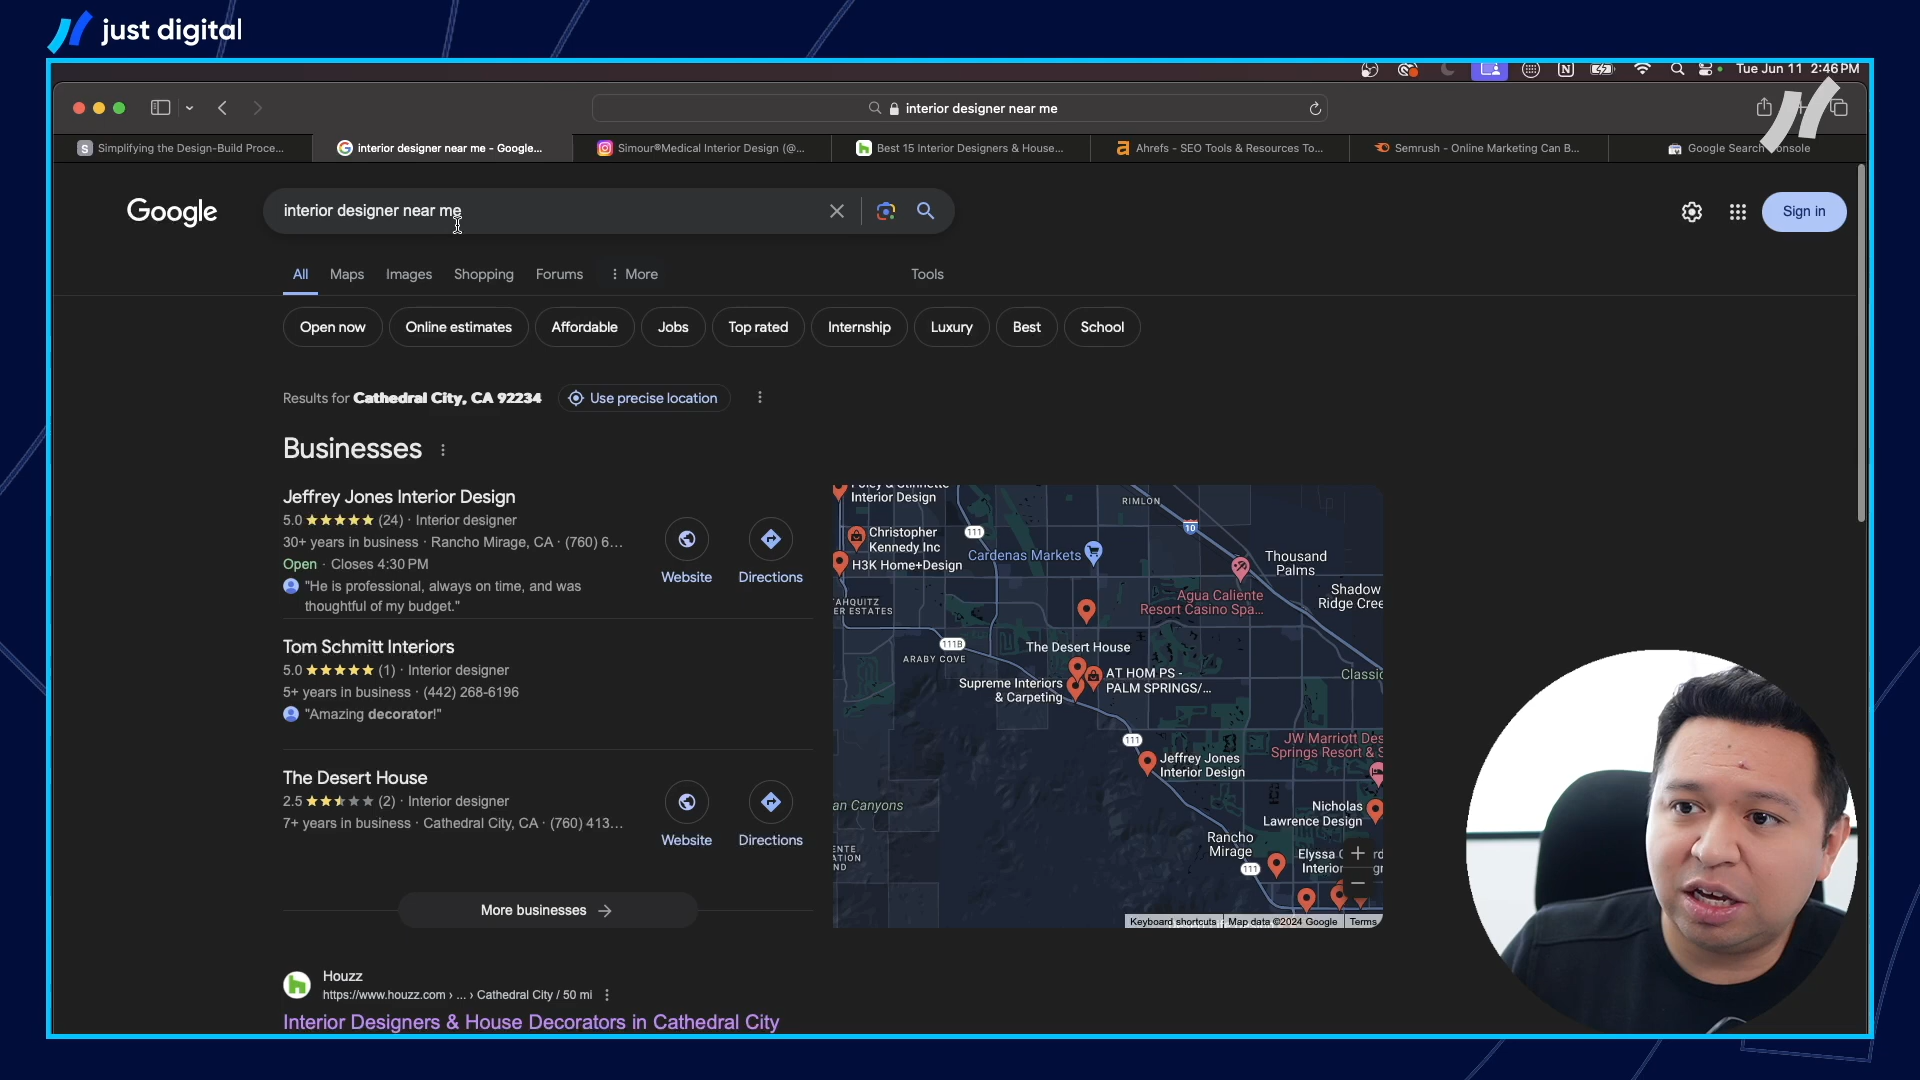 just digital
Tue Jun 11 2:46 PM
interior designer near me
Simplifying the Design-Build Proce...
interior designer near me - Google...
Simour®Medical Interior Design (@...
Best 15 Interior Designers & House...
Ahrefs - SEO Tools & Resources To...
Semrush - Online Marketing Can B...
Google Search Console
Google
interior designer near me
Sign in
All Maps Images Shopping Forums More Tools
Open now Online estimates Affordable Jobs Top rated Internship Luxury Best School
Results for Cathedral City, CA 92234 Use precise location
Businesses
Jeffrey Jones Interior Design
5.0 (24) · Interior designer
30+ years in business · Rancho Mirage, CA · (760) 6...
Open · Closes 4:30 PM
"He is professional, always on time, and was
thoughtful of my budget."
Website Directions
Tom Schmitt Interiors
5.0 (1) · Interior designer
5+ years in business · (442) 268-6196
"Amazing decorator!"
The Desert House
2.5 (2) · Interior designer
7+ years in business · Cathedral City, CA · (760) 413...
Website Directions
More businesses
Interior Design
RIMLON
Christopher
Kennedy Inc
111
10
Cardenas Markets
H3K Home+Design
Thousand
Palms
Shadow
Ridge Cree
Agua Caliente
Resort Casino Spa...
111B
ARABY COVE
The Desert House
AT HOM PS -
PALM SPRINGS/...
Supreme Interiors
& Carpeting
Classic
111
JW Marriott Des
Springs Resort & S
Jeffrey Jones
Interior Design
Nicholas
Lawrence Design
an Canyons
Rancho
Mirage
Elyssa
111
Keyboard shortcuts Map data ©2024 Google Terms
Houzz
https://www.houzz.com › ... › Cathedral City / 50 mi
Interior Designers & House Decorators in Cathedral City